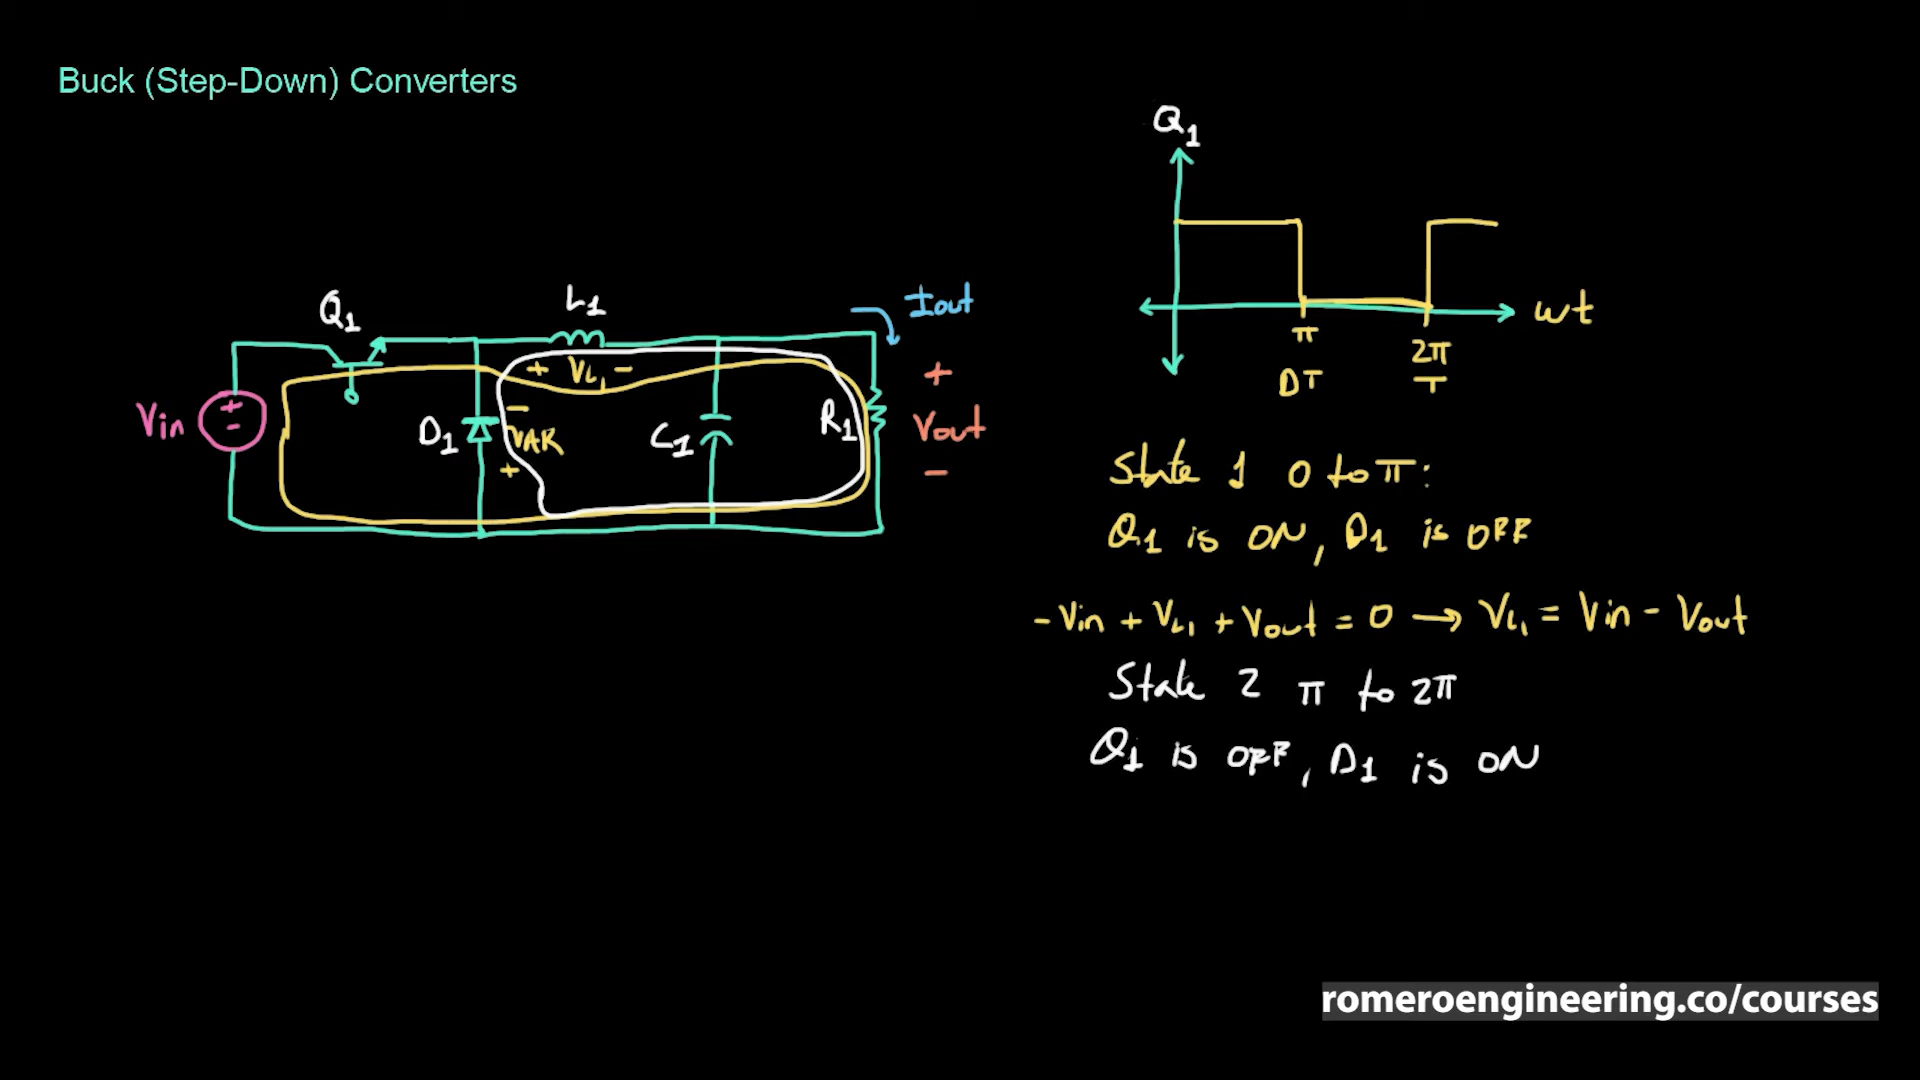 Buck (Step-Down) Converters
Q1
Q1
L1
Iout
ωt
π
2π
DT
T
+ VL1 -
+
-
Vin
D1
-
VAK
+
C1
R1
+
Vout
-
State 1 0 to π:
Q1 is ON, D1 is OFF
-Vin + VL1 + Vout = 0 → VL1 = Vin - Vout
State 2 π to 2π
Q1 is OFF, D1 is ON
romeroengineering.co/courses